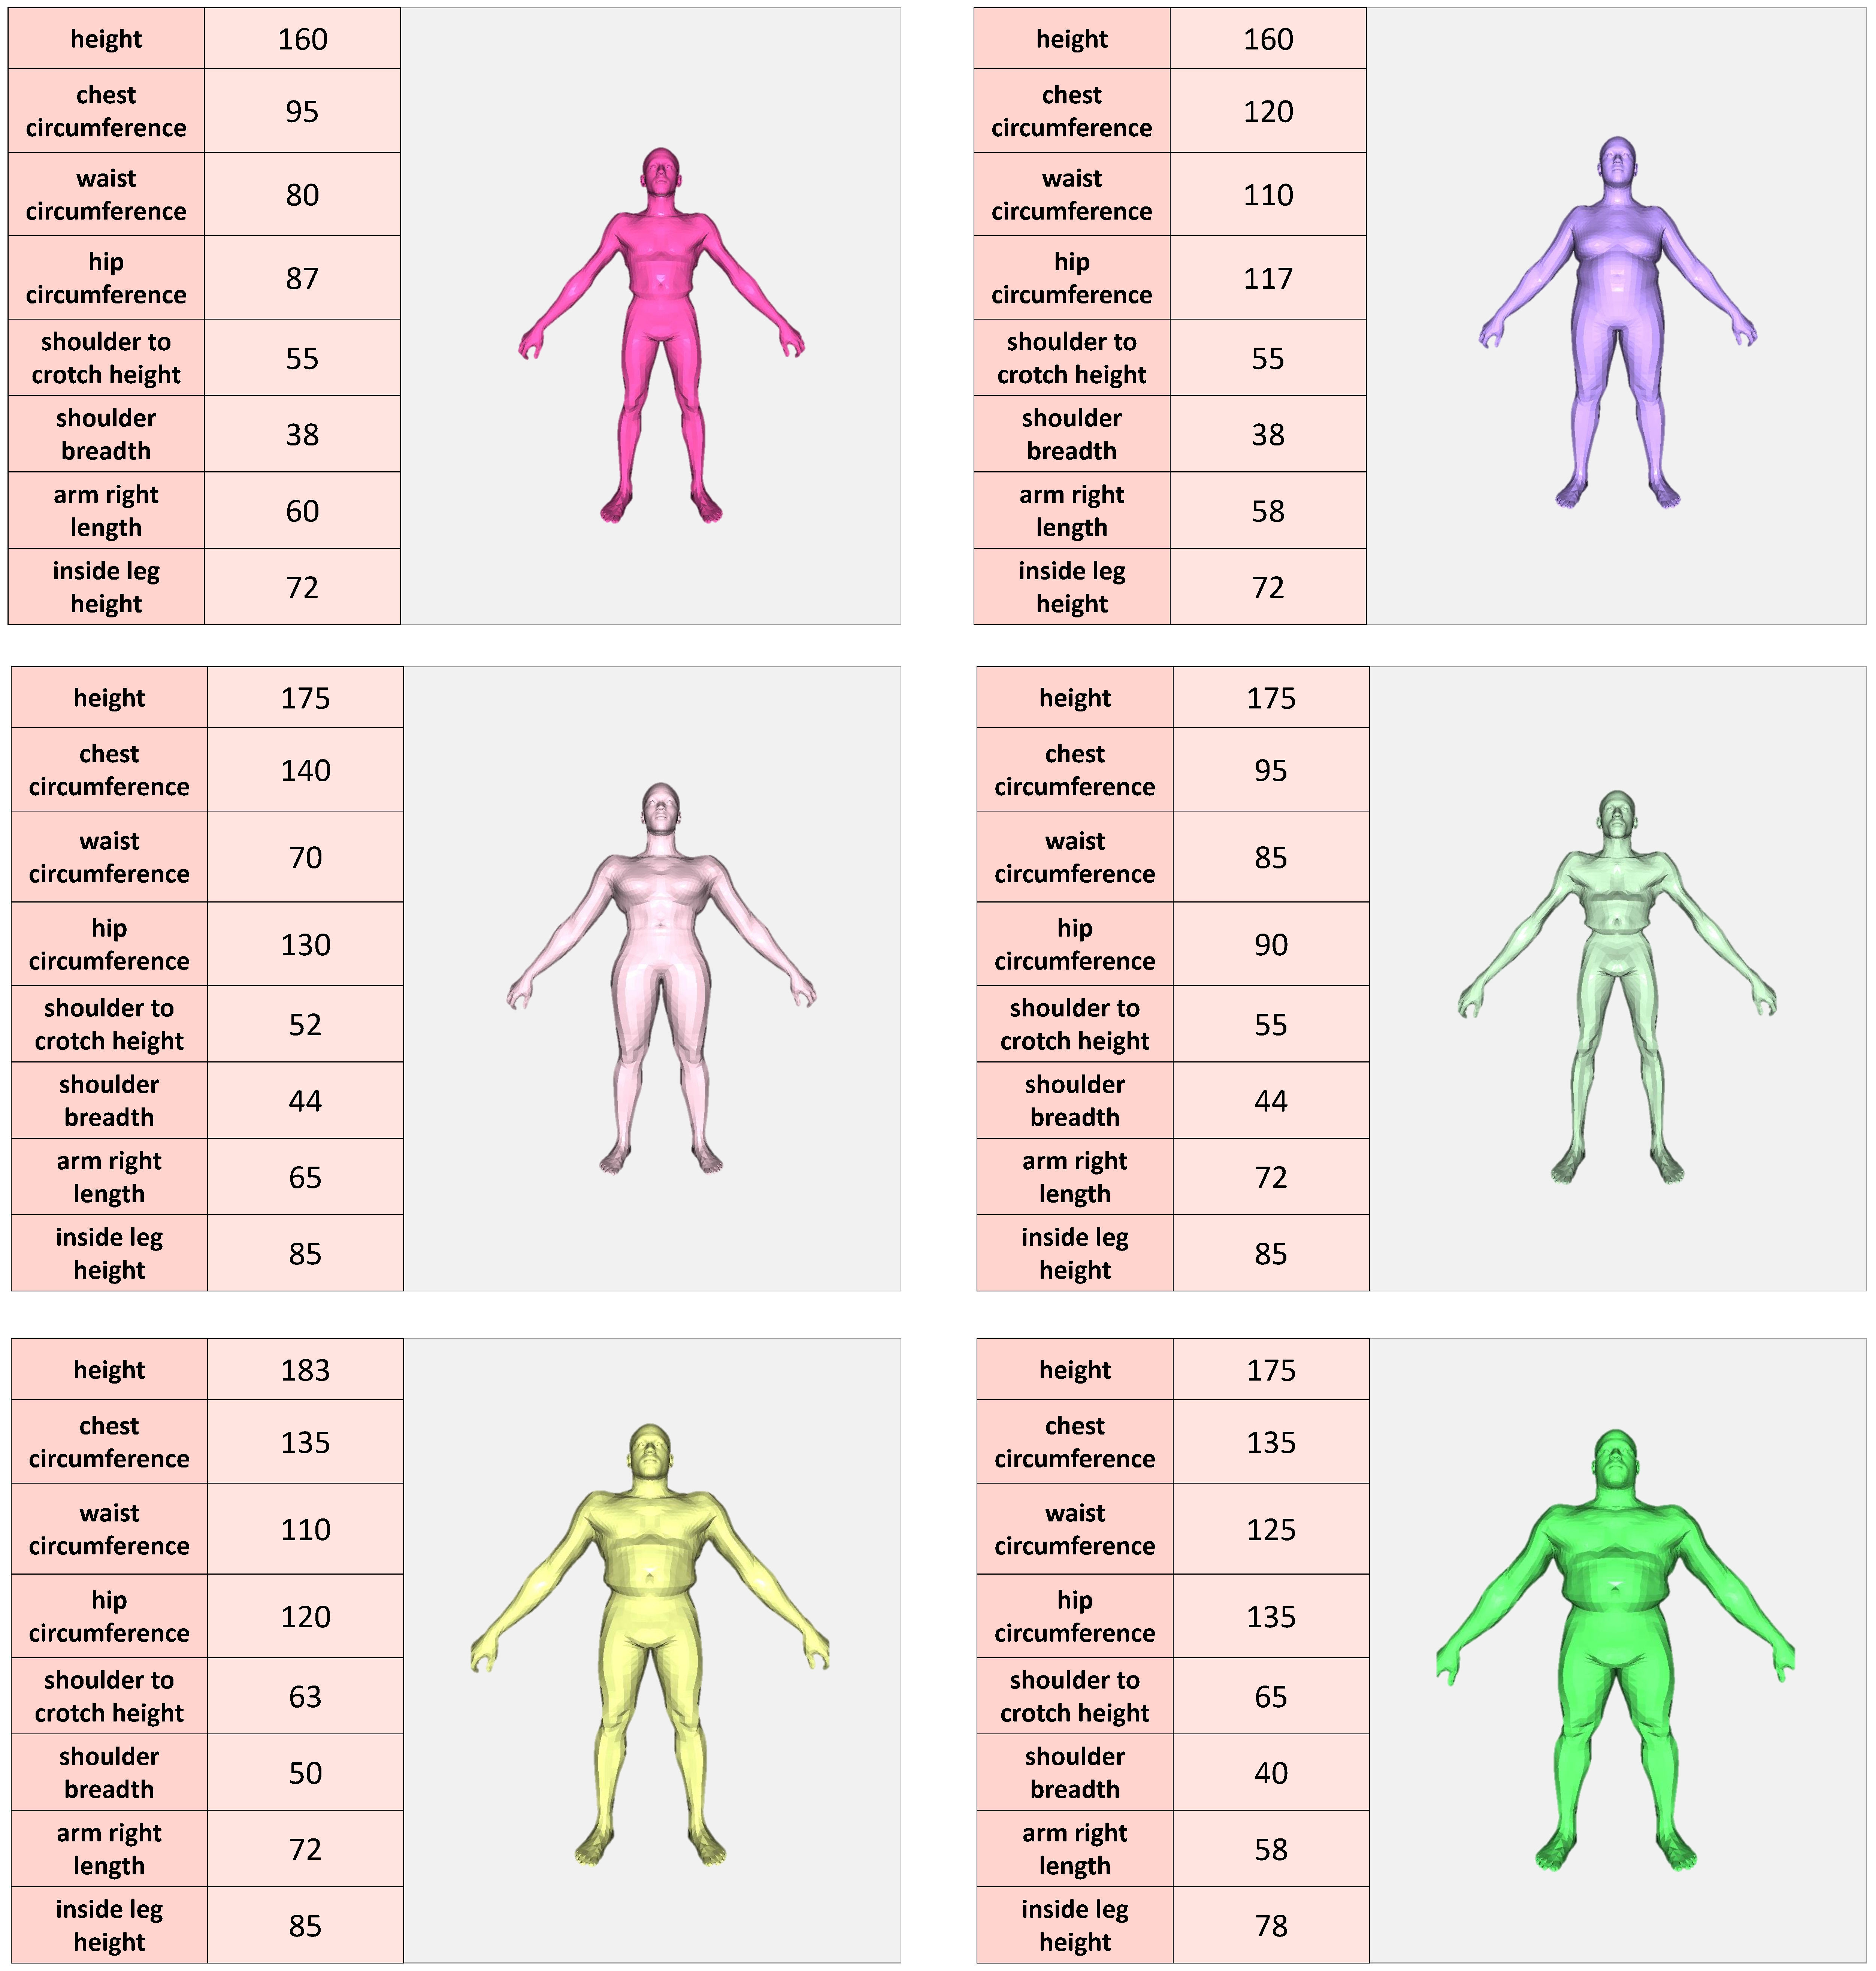 height 160
chest
circumference 95
waist
circumference 80
hip
circumference 87
shoulder to
crotch height 55
shoulder
breadth 38
arm right
length 60
inside leg
height 72
height 160
chest
circumference 120
waist
circumference 110
hip
circumference 117
shoulder to
crotch height 55
shoulder
breadth 38
arm right
length 58
inside leg
height 72
height 175
chest
circumference 140
waist
circumference 70
hip
circumference 130
shoulder to
crotch height 52
shoulder
breadth 44
arm right
length 65
inside leg
height 85
height 175
chest
circumference 95
waist
circumference 85
hip
circumference 90
shoulder to
crotch height 55
shoulder
breadth 44
arm right
length 72
inside leg
height 85
height 183
chest
circumference 135
waist
circumference 110
hip
circumference 120
shoulder to
crotch height 63
shoulder
breadth 50
arm right
length 72
inside leg
height 85
height 175
chest
circumference 135
waist
circumference 125
hip
circumference 135
shoulder to
crotch height 65
shoulder
breadth 40
arm right
length 58
inside leg
height 78